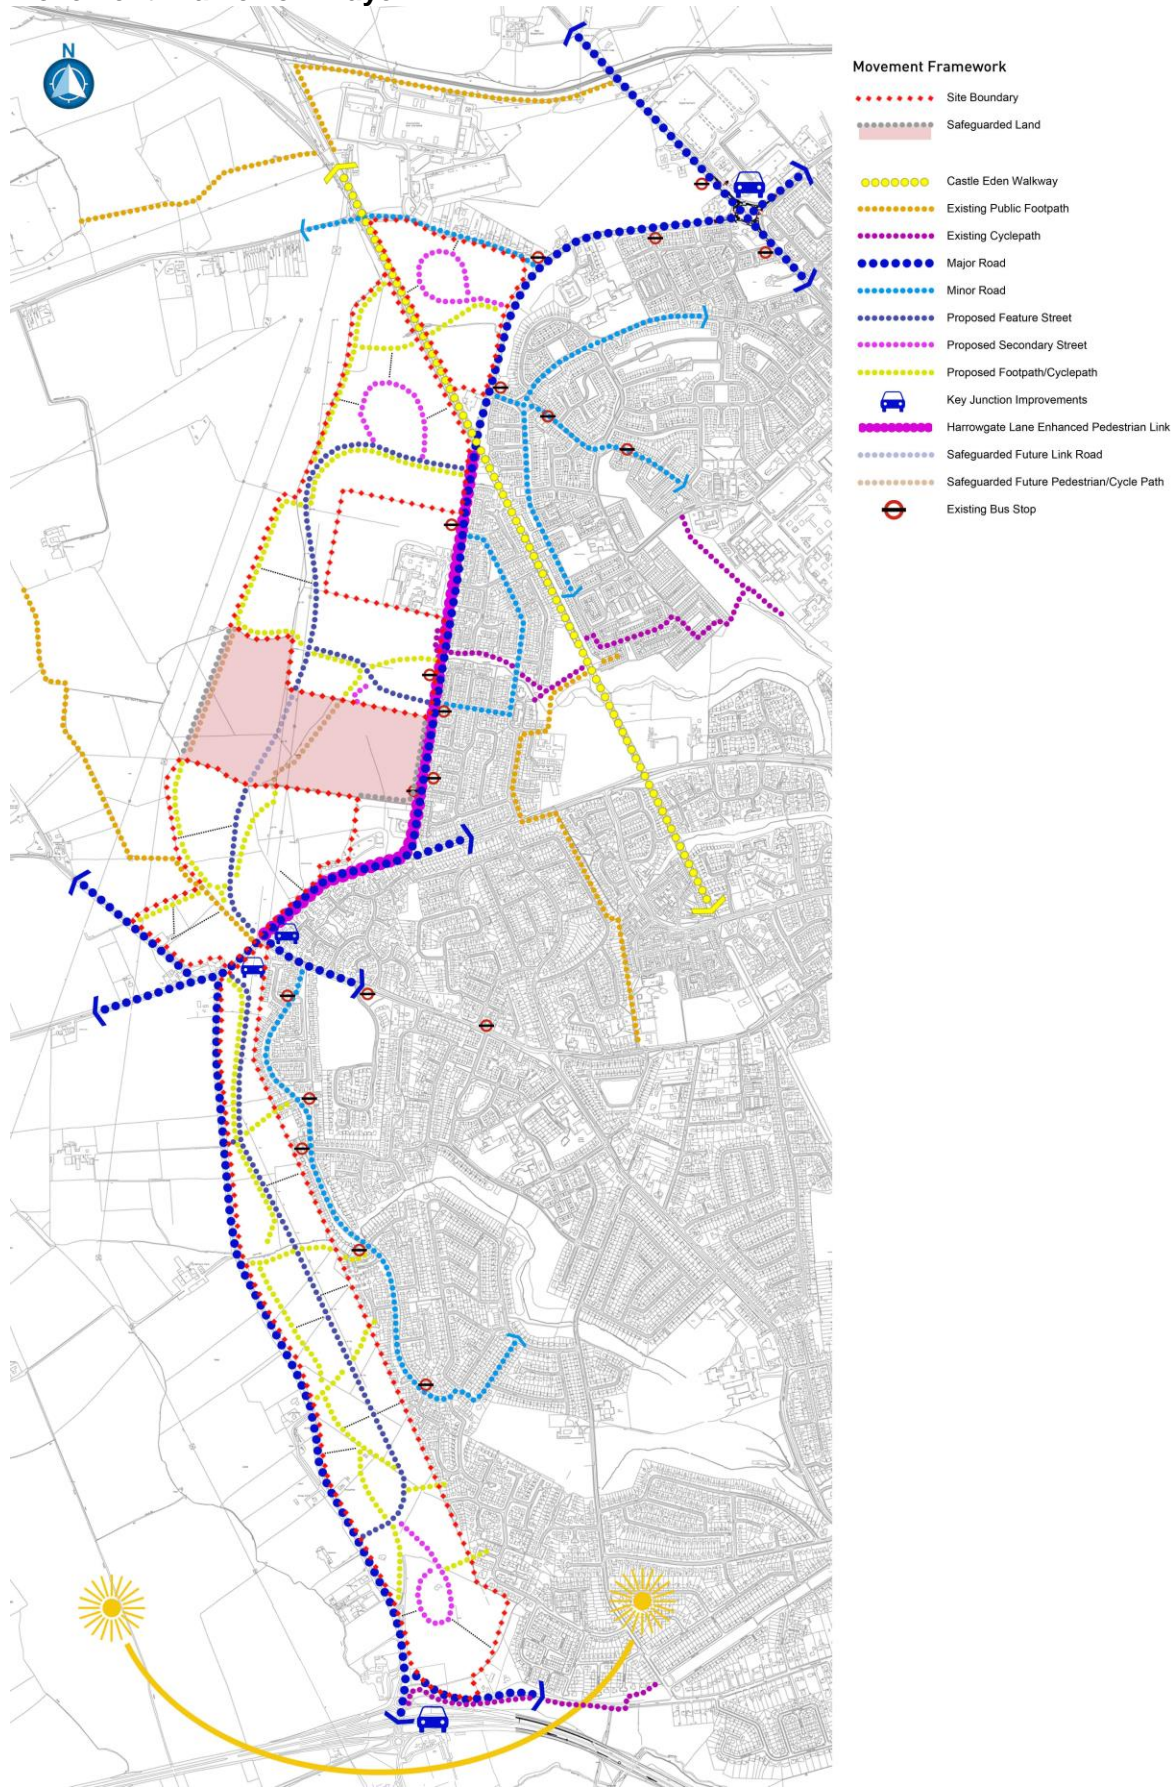 N
Movement Framework
Site Boundary
Safeguarded Land
Castle Eden Walkway
Existing Public Footpath
Existing Cyclepath
Major Road
Minor Road
Proposed Feature Street
Proposed Secondary Street
Proposed Footpath/Cyclepath
Key Junction Improvements
Harrowgate Lane Enhanced Pedestrian Link
Safeguarded Future Link Road
Safeguarded Future Pedestrian/Cycle Path
Existing Bus Stop